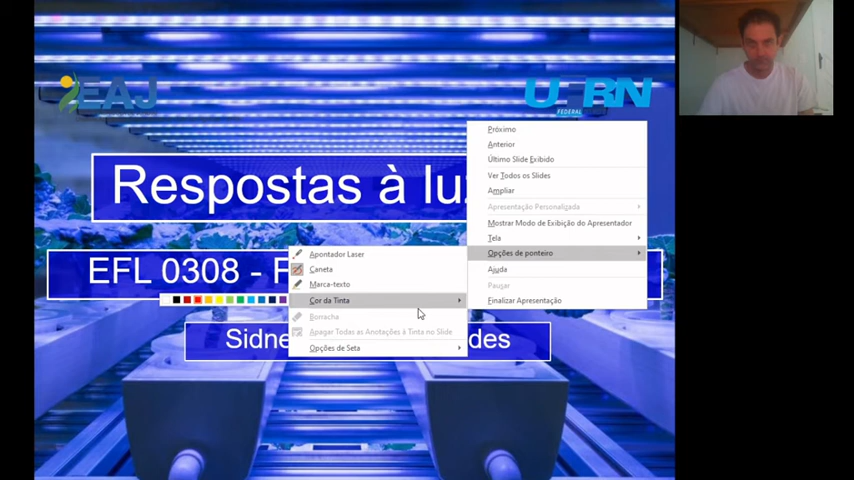 EAJ
UFRN
FEDERAL
Respostas à lu
EFL 0308 -
Sidne
des
Próximo
Anterior
Último Slide Exibido
Ver Todos os Slides
Ampliar
Apresentação Personalizada
Mostrar Modo de Exibição do Apresentador
Tela
Opções de ponteiro
Ajuda
Pausar
Finalizar Apresentação
Apontador Laser
Caneta
Marca-texto
Cor da Tinta
Borracha
Apagar Todas as Anotações à Tinta no Slide
Opções de Seta